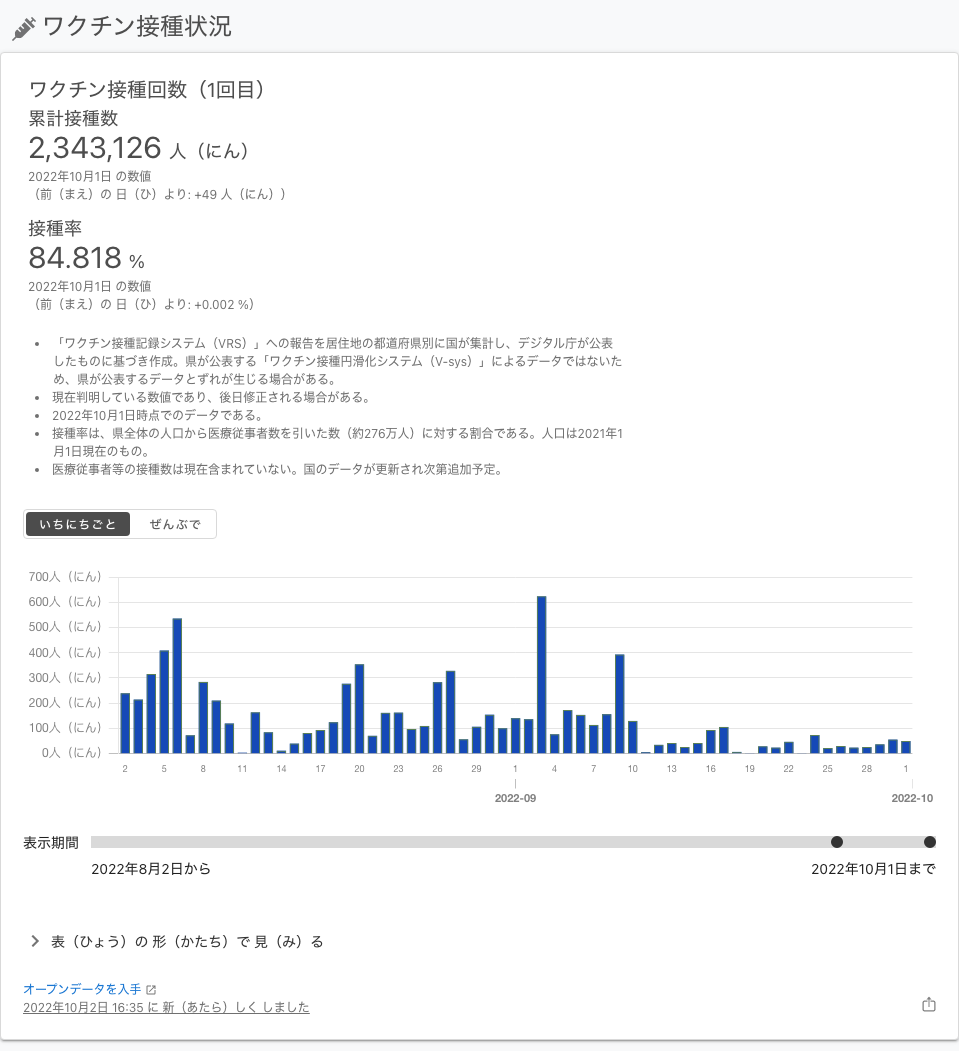 ワクチン接種状況
ワクチン接種回数（1回目）
累計接種数
2,343,126 人（にん）
2022年10月1日 の数値
（前（まえ）の 日（ひ）より: +49 人（にん））
接種率
84.818 %
2022年10月1日 の数値
（前（まえ）の 日（ひ）より: +0.002 %）
• 「ワクチン接種記録システム（VRS）」への報告を居住地の都道府県別に国が集計し、デジタル庁が公表
したものに基づき作成。県が公表する「ワクチン接種円滑化システム（V-sys）」によるデータではないた
め、県が公表するデータとずれが生じる場合がある。
• 現在判明している数値であり、後日修正される場合がある。
• 2022年10月1日時点でのデータである。
• 接種率は、県全体の人口から医療従事者数を引いた数（約276万人）に対する割合である。人口は2021年1
月1日現在のもの。
• 医療従事者等の接種数は現在含まれていない。国のデータが更新され次第追加予定。
いちにちごと ぜんぶで
700人（にん）
600人（にん）
500人（にん）
400人（にん）
300人（にん）
200人（にん）
100人（にん）
0人（にん）
2 5 8 11 14 17 20 23 26 29 1 4 7 10 13 16 19 22 25 28 1
2022-09 2022-10
表示期間
2022年8月2日から 2022年10月1日まで
表（ひょう）の 形（かたち）で 見（み）る
オープンデータを入手
2022年10月2日 16:35 に 新（あたら）しく しました